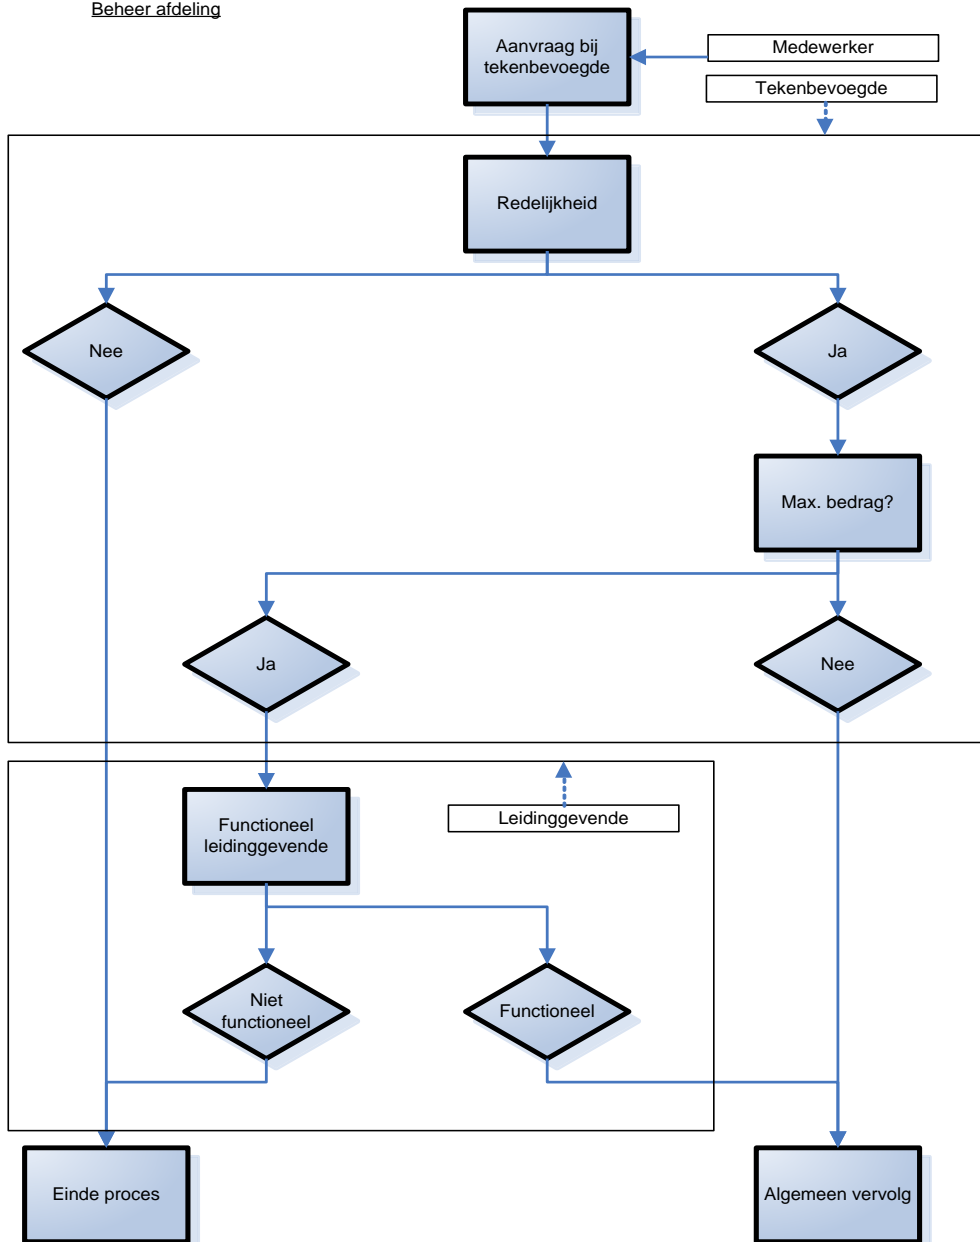 Beheer afdeling
Aanvraag bij
tekenbevoegde
Medewerker
Tekenbevoegde
Redelijkheid
Nee
Ja
Max. bedrag?
Ja
Nee
Functioneel
leidinggevende
Leidinggevende
Niet
functioneel
Functioneel
Einde proces
Algemeen vervolg